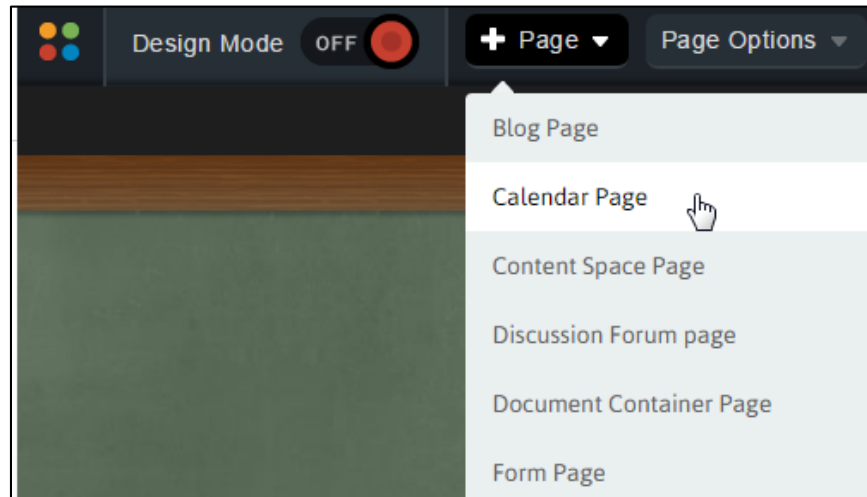 Design Mode OFF Page Page Options
Blog Page
Calendar Page
Content Space Page
Discussion Forum page
Document Container Page
Form Page